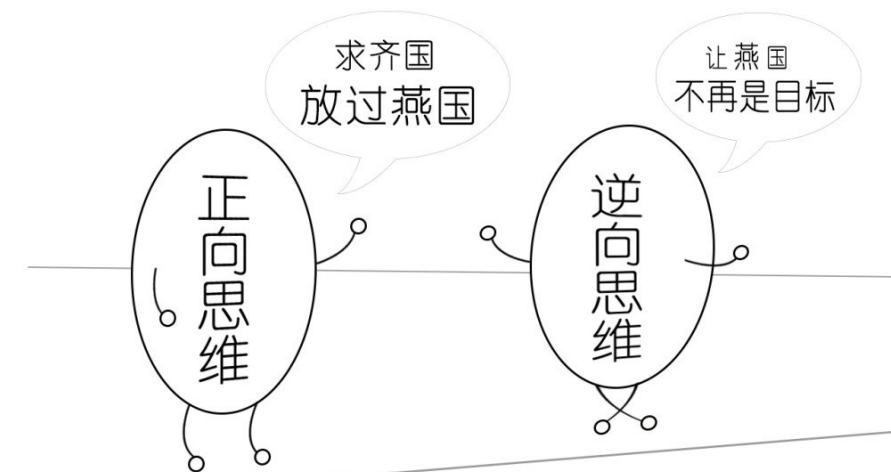 求齐国
放过燕国
让燕国
不再是目标
正向思维
逆向思维